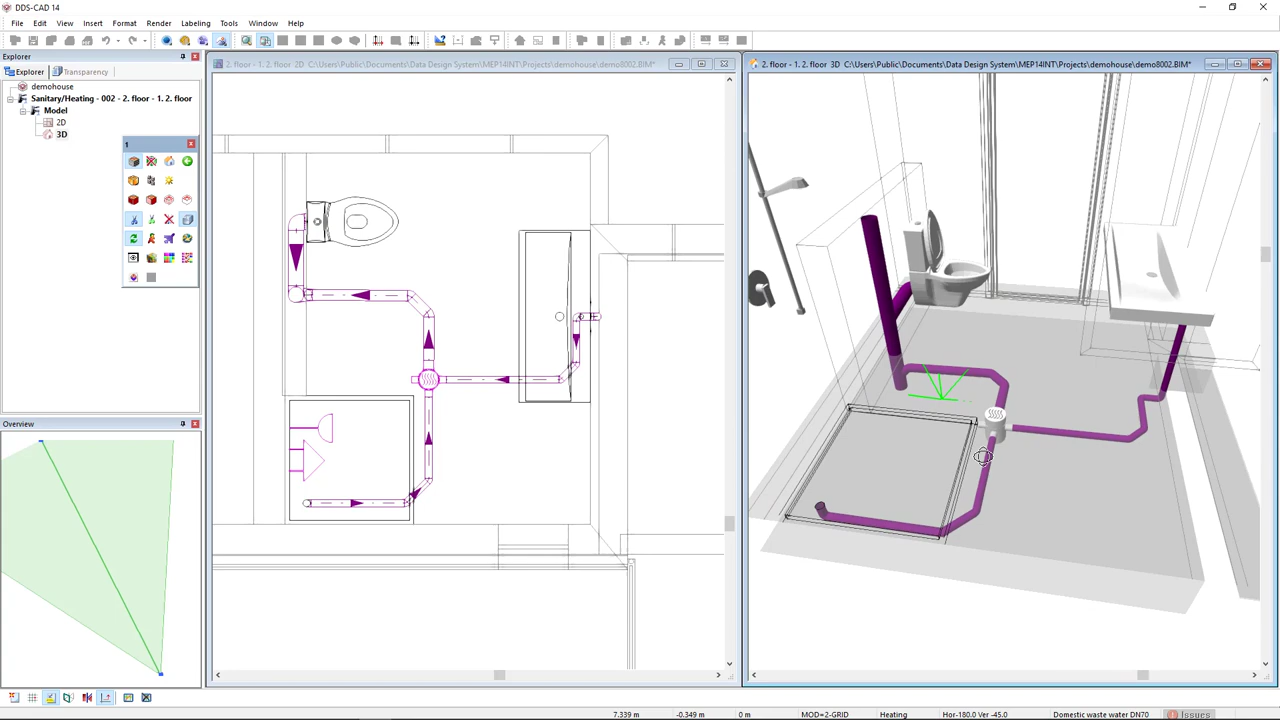 DDS-CAD 14
File Edit View Insert Format Render Labeling Tools Window Help
Explorer
Explorer Transparency
demohouse
Sanitary/Heating - 002 - 2. floor - 1. 2. floor
Model
2D
3D
1
Overview
2. floor - 1. 2. floor 2D C:\Users\Public\Documents\Data Design System\MEP14INT\Projects\demohouse\demo8002.BIM*
2. floor - 1. 2. floor 3D C:\Users\Public\Documents\Data Design System\MEP14INT\Projects\demohouse\demo8002.BIM*
7.339 m -0.349 m 0 m MOD=2-GRID Heating Hor-180.0 Ver -45.0 Domestic waste water DN70 Issues